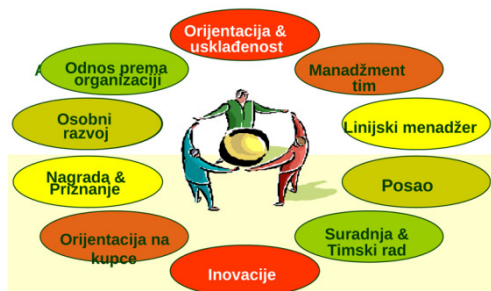 Orijentacija &
usklađenost
Odnos prema
organizaciji
Manadžment
tim
Osobni
razvoj
Linijski menadžer
Nagrada &
Priznanje
Posao
Orijentacija na
kupce
Suradnja &
Timski rad
Inovacije